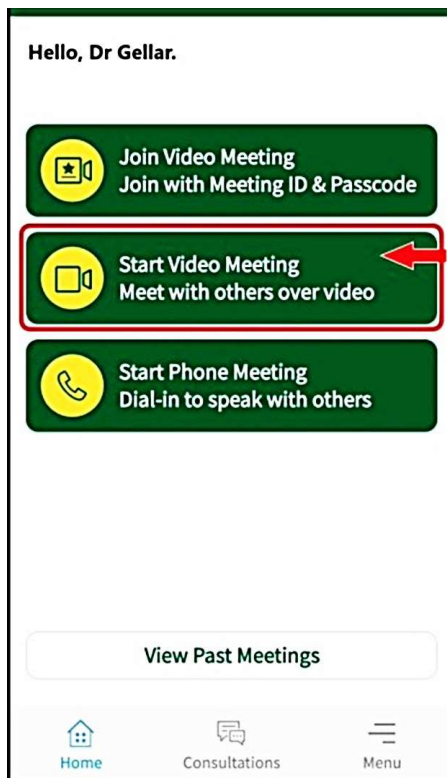 Hello, Dr Gellar.
Join Video Meeting
Join with Meeting ID & Passcode
Start Video Meeting
Meet with others over video
Start Phone Meeting
Dial-in to speak with others
View Past Meetings
Home
Consultations
Menu